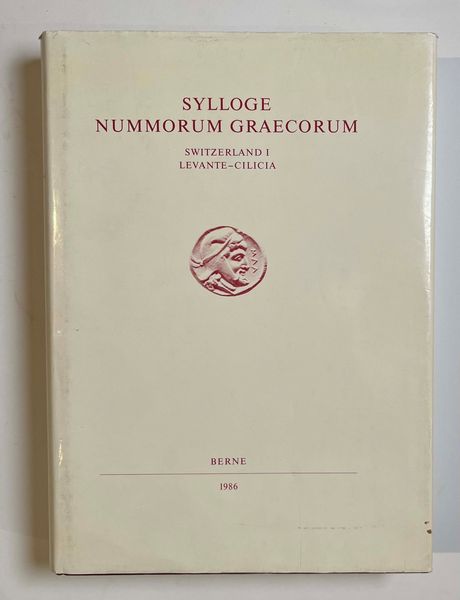 SYLLOGE
NUMMORUM GRAECORUM
SWITZERLAND I
LEVANTE–CILICIA
BERNE
1986